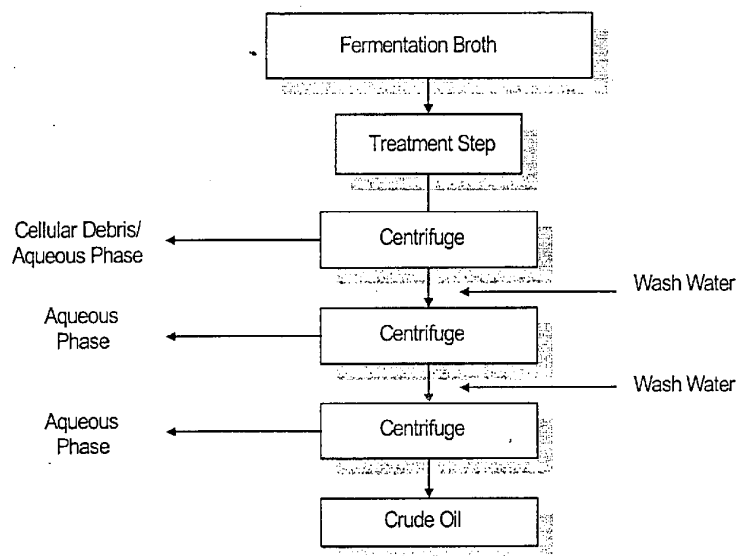 Fermentation Broth
Treatment Step
Cellular Debris/
Aqueous Phase
Centrifuge
Wash Water
Aqueous
Phase
Centrifuge
Wash Water
Aqueous
Phase
Centrifuge
Crude Oil